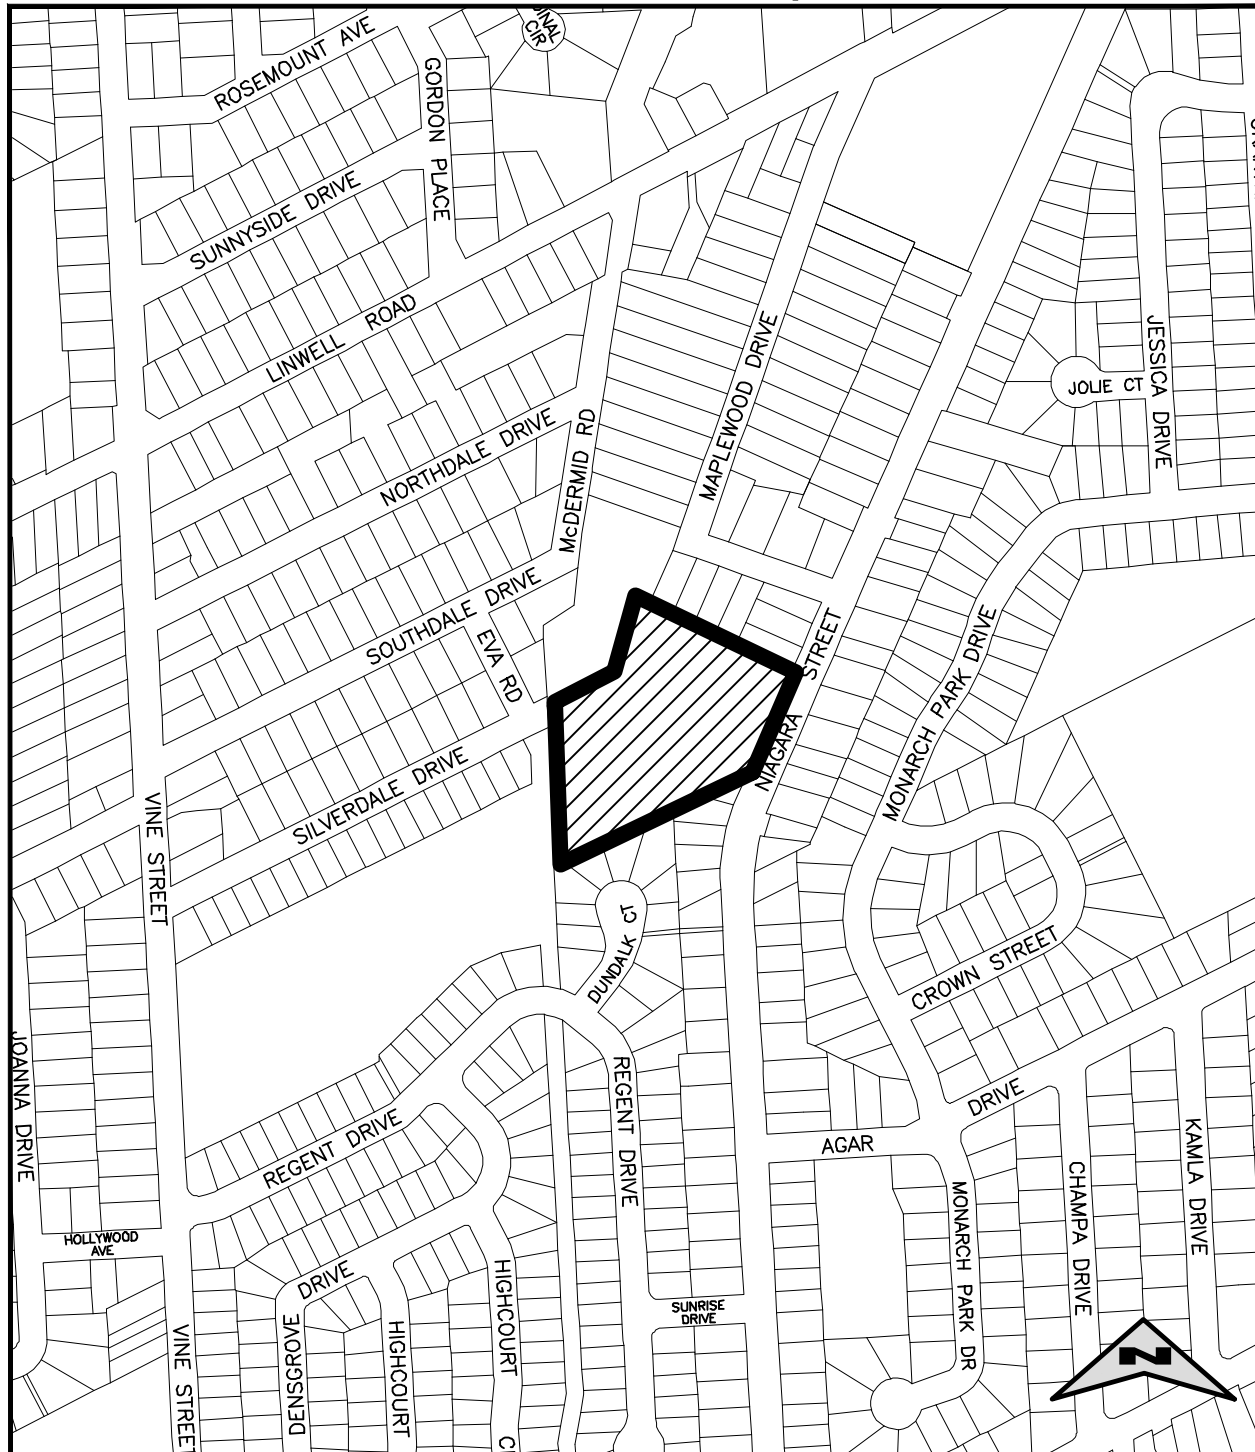 ROSEMOUNT AVE
CIR
GORDON PLACE
SUNNYSIDE DRIVE
LINWELL ROAD
JESSICA DRIVE
JOLIE CT
MAPLEWOOD DRIVE
NORTHDALE DRIVE
McDERMID RD
SOUTHDALE DRIVE
EVA RD
STREET
NIAGARA
MONARCH PARK DRIVE
SILVERDALE DRIVE
VINE STREET
DUNDALK CT
CROWN STREET
JOANNA DRIVE
REGENT DRIVE
REGENT DRIVE
DRIVE
AGAR
KAMLA DRIVE
CHAMPA DRIVE
MONARCH PARK DR
HOLLYWOOD
AVE
DRIVE
DENSGROVE
HIGHCOURT
HIGHCOURT
SUNRISE
DRIVE
VINE STREET
N